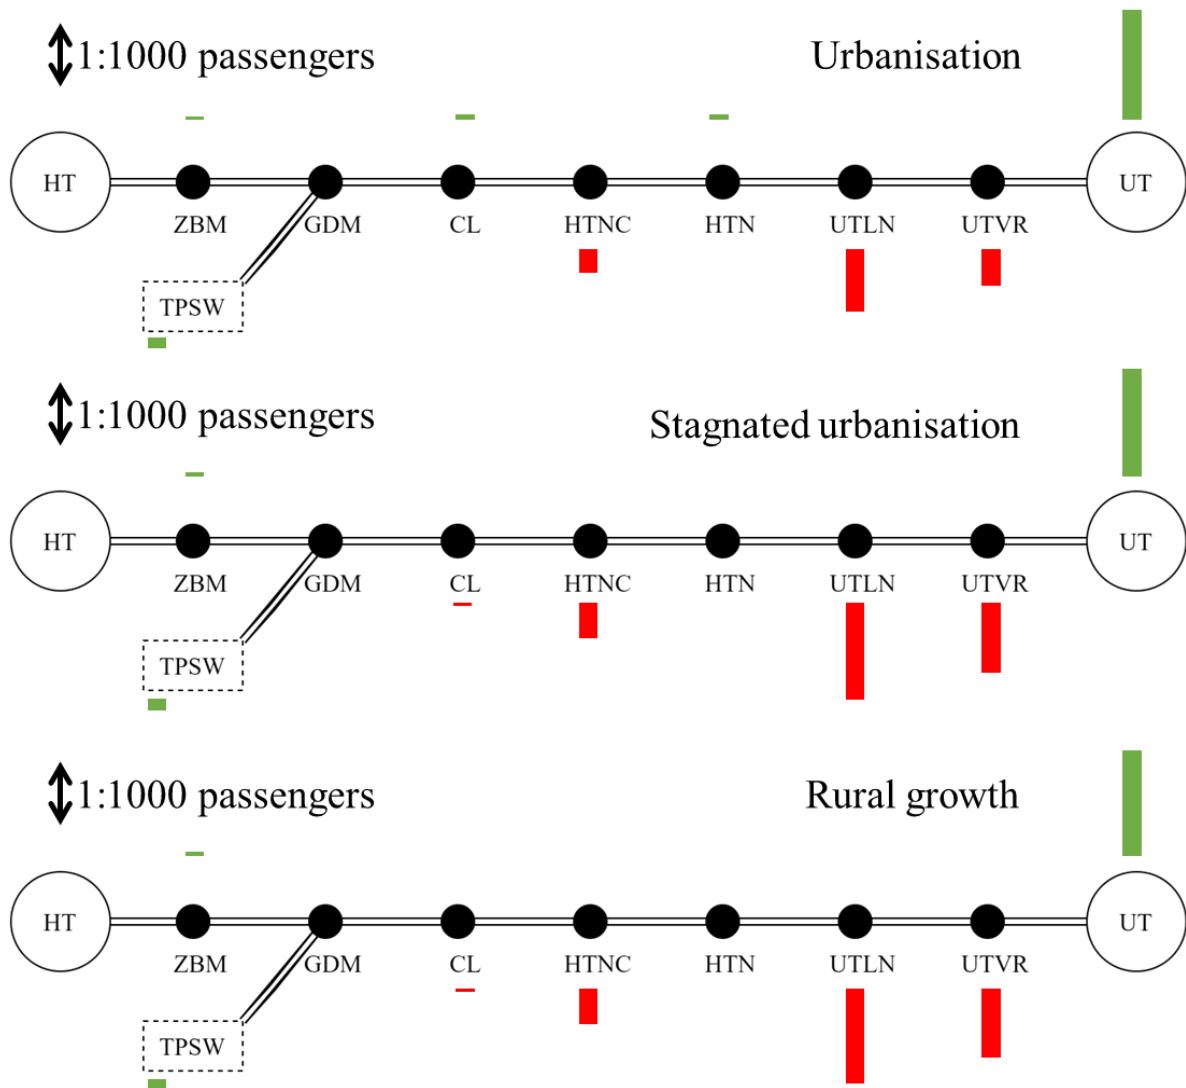 1:1000 passengers
Urbanisation
HT
UT
ZBM
GDM
CL
HTNC
HTN
UTLN
UTVR
TPSW
1:1000 passengers
Stagnated urbanisation
HT
UT
ZBM
GDM
CL
HTNC
HTN
UTLN
UTVR
TPSW
1:1000 passengers
Rural growth
HT
UT
ZBM
GDM
CL
HTNC
HTN
UTLN
UTVR
TPSW